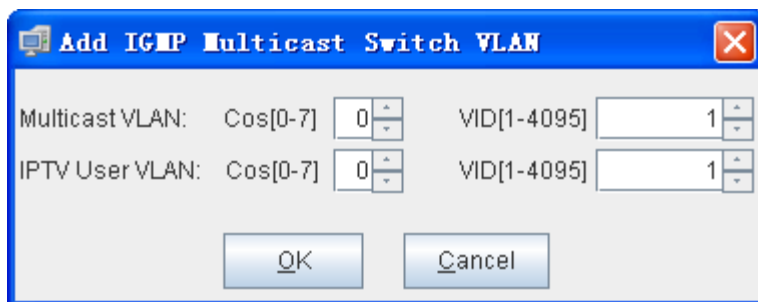 Add IGMP Multicast Switch VLAN
Multicast VLAN: Cos[0-7] 0 VID[1-4095] 1
IPTV User VLAN: Cos[0-7] 0 VID[1-4095] 1
OK Cancel